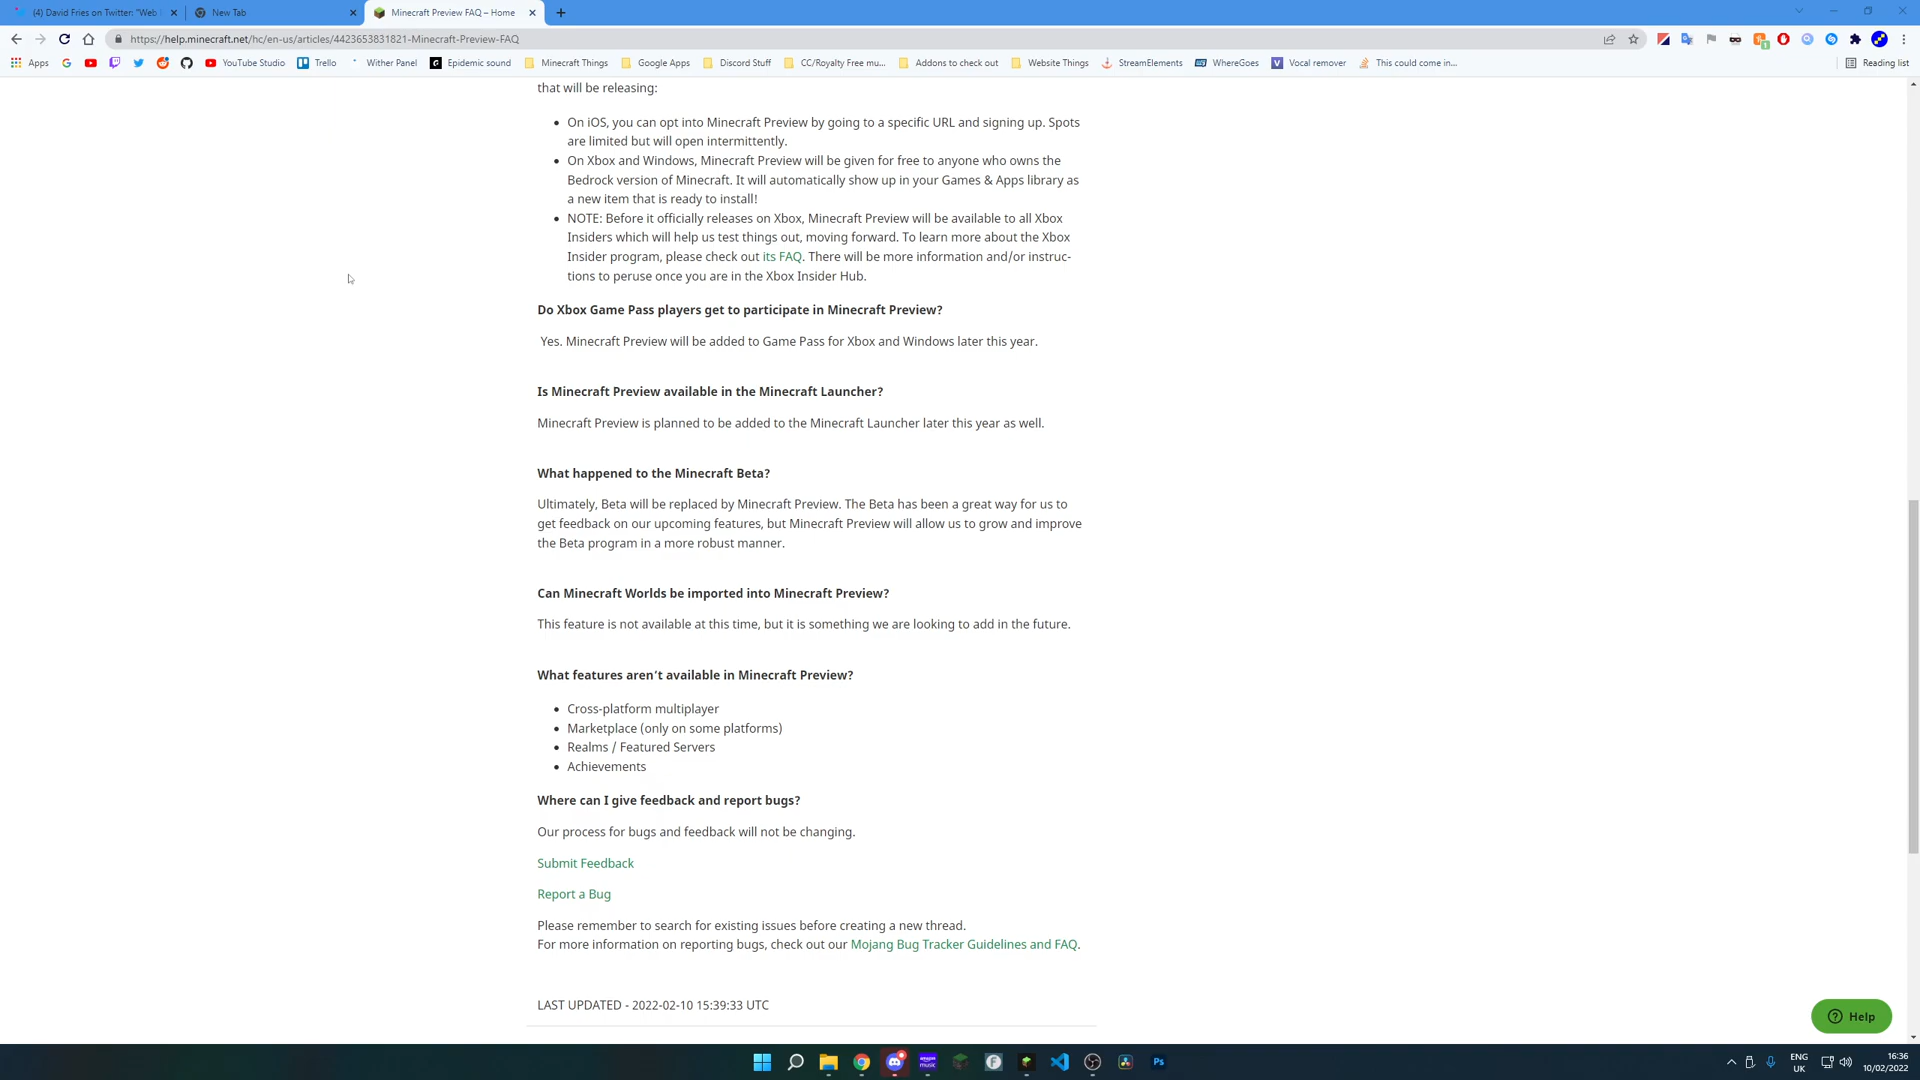 (4) David Fries on Twitter: "Web
New Tab
Minecraft Preview FAQ – Home
https://help.minecraft.net/hc/en-us/articles/4423653831821-Minecraft-Preview-FAQ
Apps
YouTube Studio
Trello
Wither Panel
Epidemic sound
Minecraft Things
Google Apps
Discord Stuff
CC/Royalty Free mu...
Addons to check out
Website Things
StreamElements
WhereGoes
Vocal remover
This could come in...
Reading list
that will be releasing:
• On iOS, you can opt into Minecraft Preview by going to a specific URL and signing up. Spots
are limited but will open intermittently.
• On Xbox and Windows, Minecraft Preview will be given for free to anyone who owns the
Bedrock version of Minecraft. It will automatically show up in your Games & Apps library as
a new item that is ready to install!
• NOTE: Before it officially releases on Xbox, Minecraft Preview will be available to all Xbox
Insiders which will help us test things out, moving forward. To learn more about the Xbox
Insider program, please check out its FAQ. There will be more information and/or instruc-
tions to peruse once you are in the Xbox Insider Hub.
Do Xbox Game Pass players get to participate in Minecraft Preview?
Yes. Minecraft Preview will be added to Game Pass for Xbox and Windows later this year.
Is Minecraft Preview available in the Minecraft Launcher?
Minecraft Preview is planned to be added to the Minecraft Launcher later this year as well.
What happened to the Minecraft Beta?
Ultimately, Beta will be replaced by Minecraft Preview. The Beta has been a great way for us to
get feedback on our upcoming features, but Minecraft Preview will allow us to grow and improve
the Beta program in a more robust manner.
Can Minecraft Worlds be imported into Minecraft Preview?
This feature is not available at this time, but it is something we are looking to add in the future.
What features aren't available in Minecraft Preview?
• Cross-platform multiplayer
• Marketplace (only on some platforms)
• Realms / Featured Servers
• Achievements
Where can I give feedback and report bugs?
Our process for bugs and feedback will not be changing.
Submit Feedback
Report a Bug
Please remember to search for existing issues before creating a new thread.
For more information on reporting bugs, check out our Mojang Bug Tracker Guidelines and FAQ.
LAST UPDATED - 2022-02-10 15:39:33 UTC
Help
ENG
UK
16:36
10/02/2022